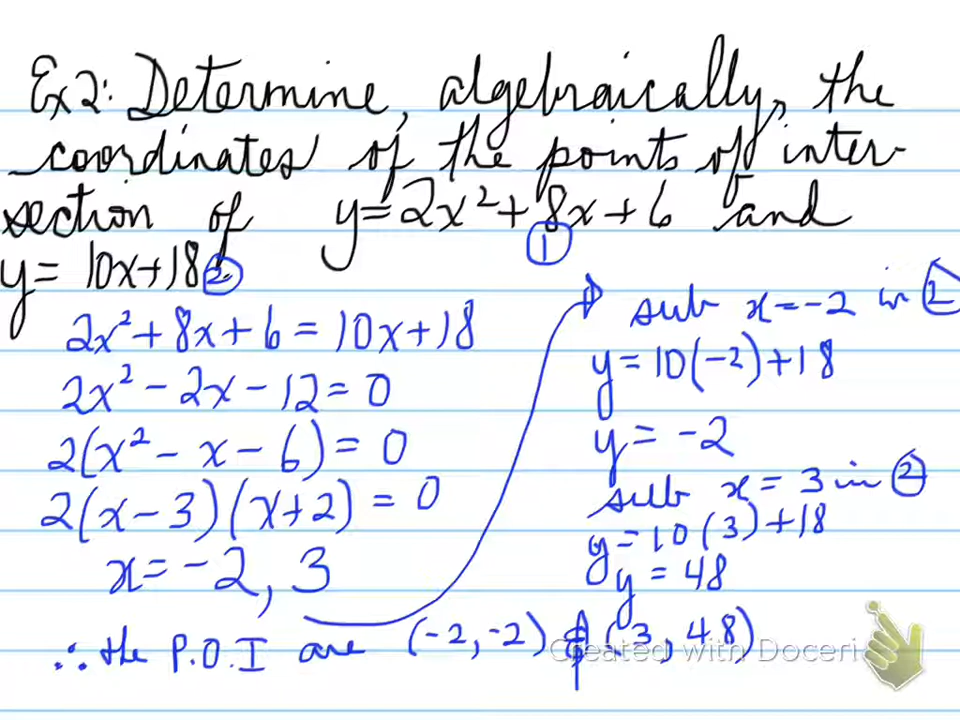 Ex2: Determine, algebraically, the
coordinates of the points of inter-
section of y=2x²+8x+6 and
①
y= 10x+18 ②
2x²+8x+6=10x+18
2x²-2x-12=0
2(x²-x-6)=0
2(x-3)(x+2)=0
x=-2,3
sub x=-2 in ②
y=10(-2)+18
y=-2
sub x=3 in ②
y=10(3)+18
y=48
∴ the P.O.I are (-2,-2) & (3,48)
Created with Doceri